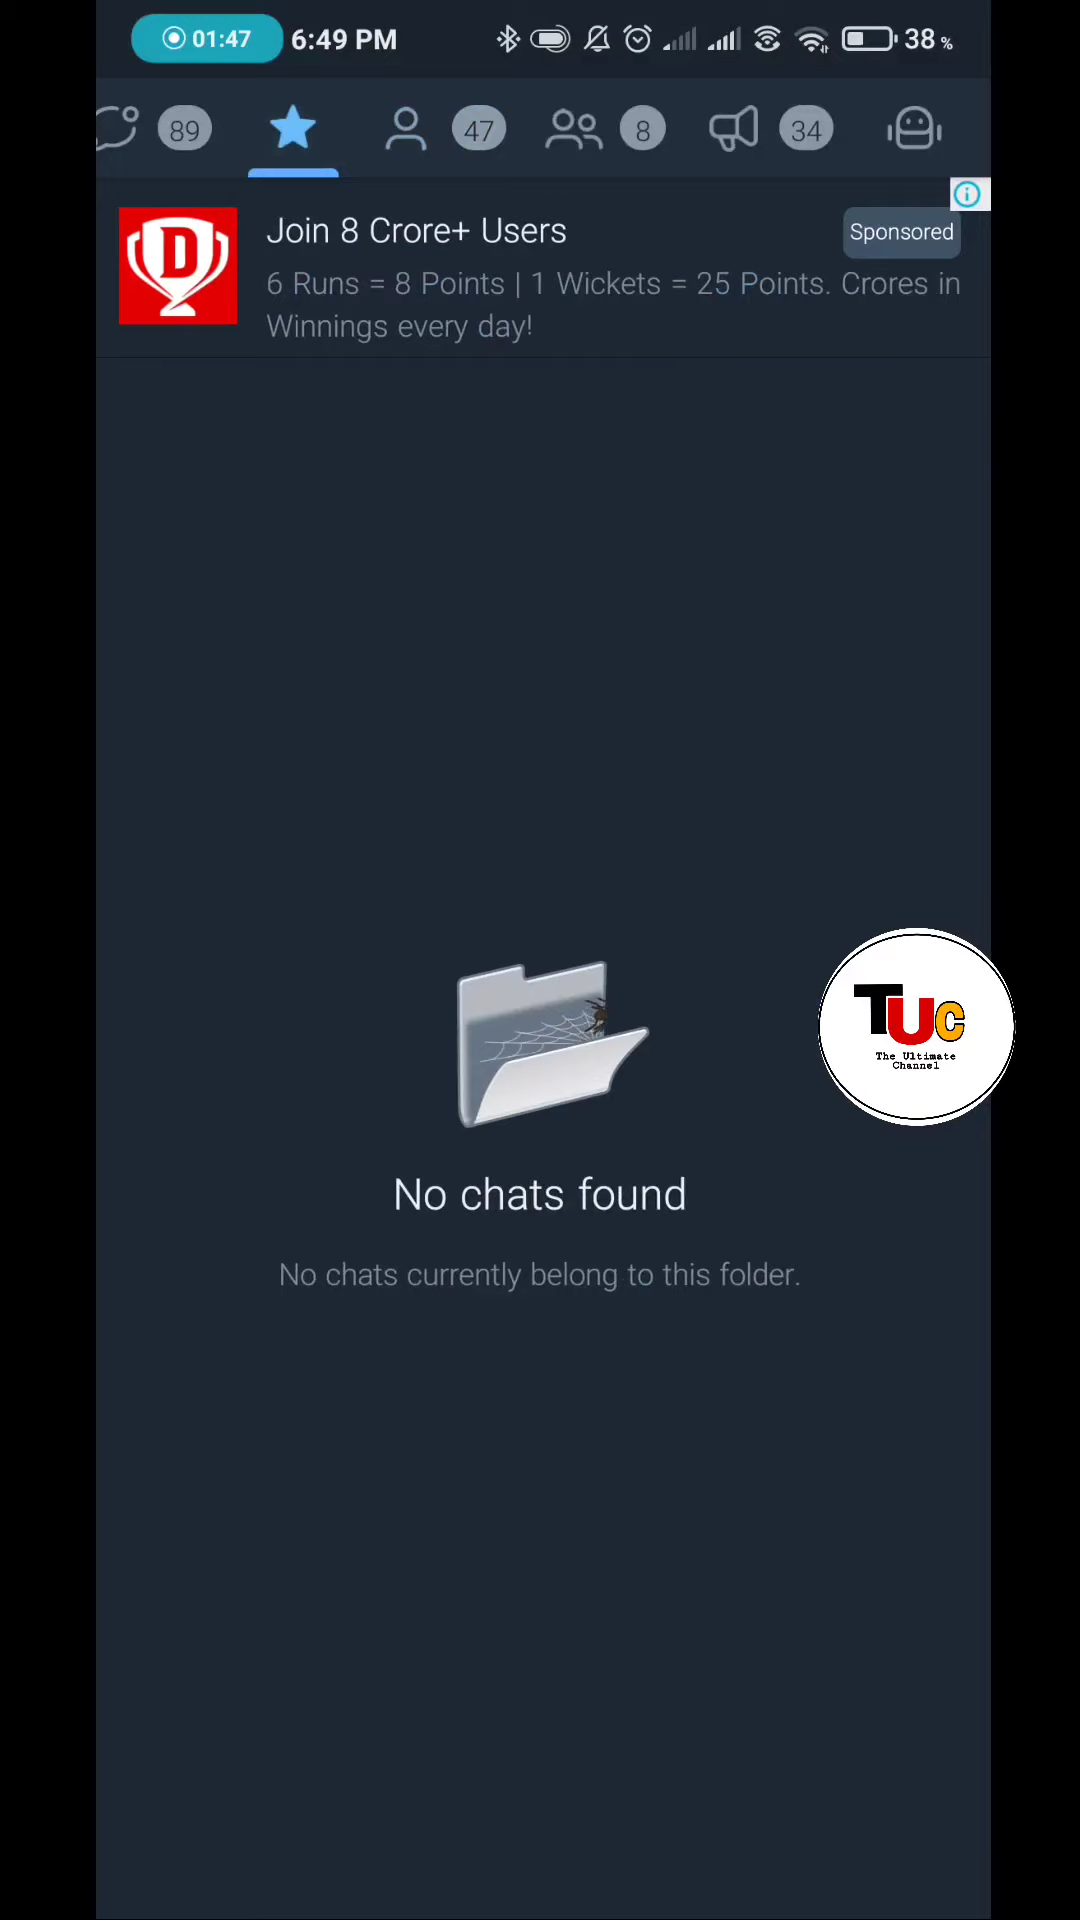 01:47 6:49 PM 38 %
89 47 8 34
Join 8 Crore+ Users
Sponsored
6 Runs = 8 Points | 1 Wickets = 25 Points. Crores in
Winnings every day!
D
TUC
The Ultimate
Channel
No chats found
No chats currently belong to this folder.